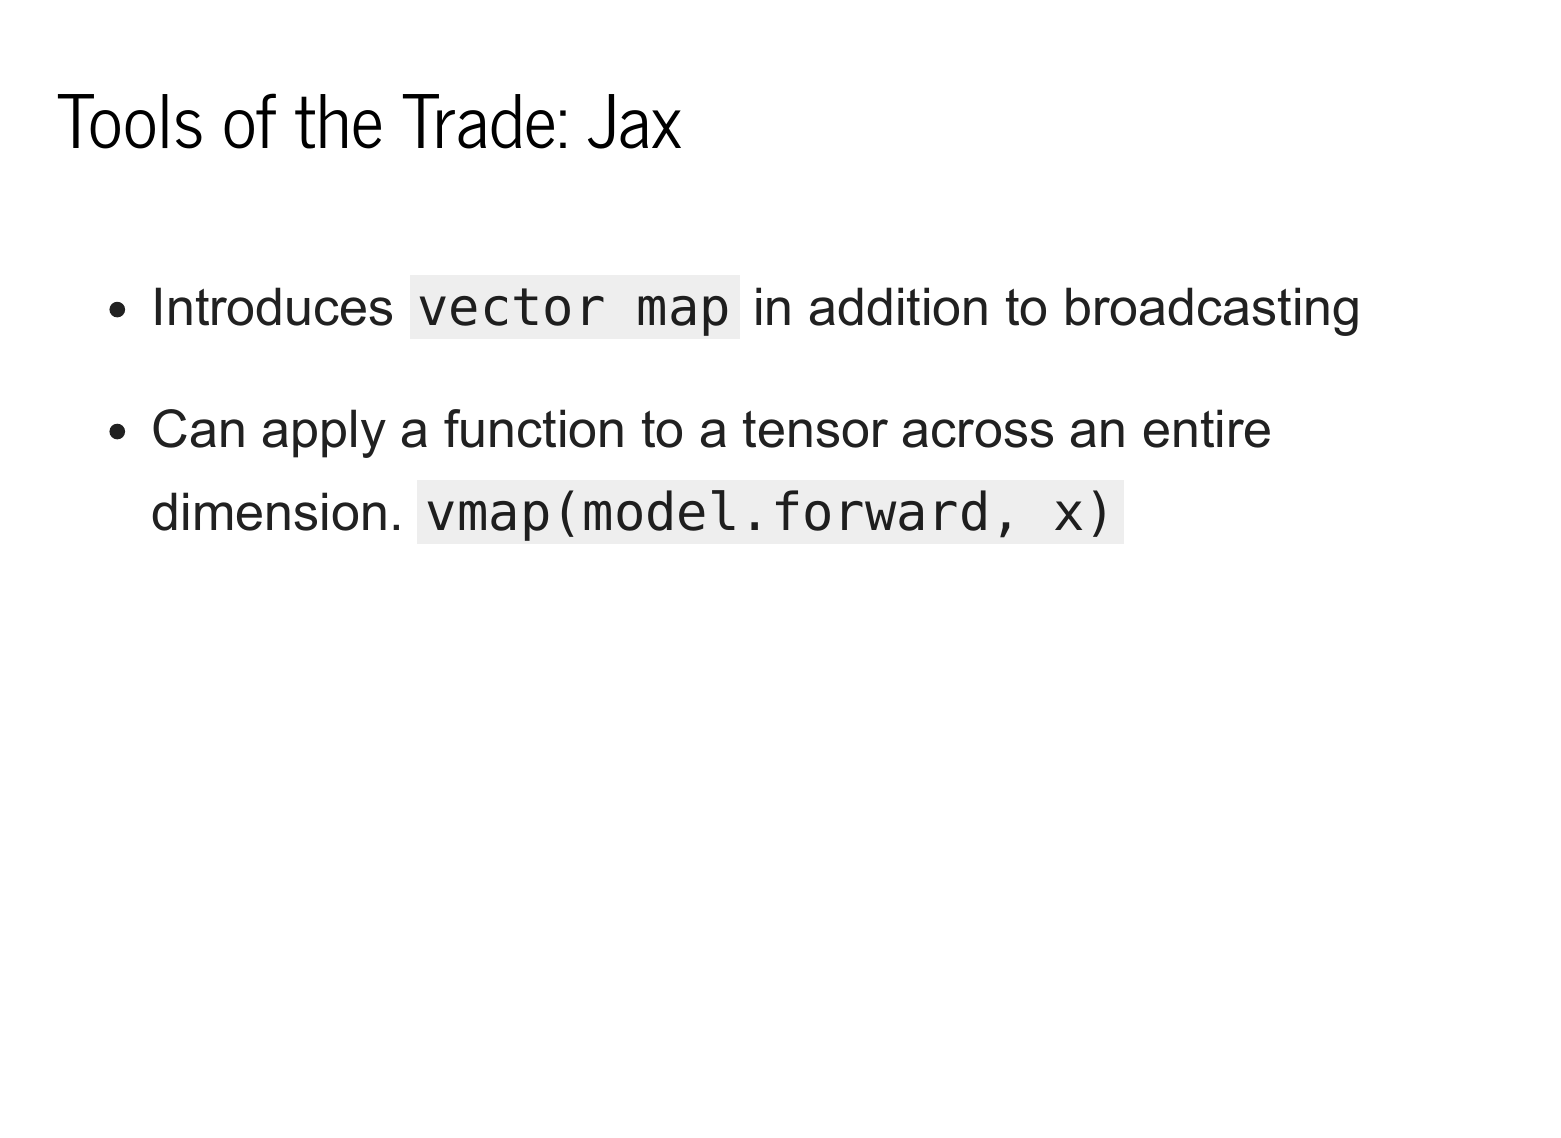 Tools of the Trade: Jax
• Introduces vector map in addition to broadcasting
• Can apply a function to a tensor across an entire
dimension. vmap(model.forward, x)